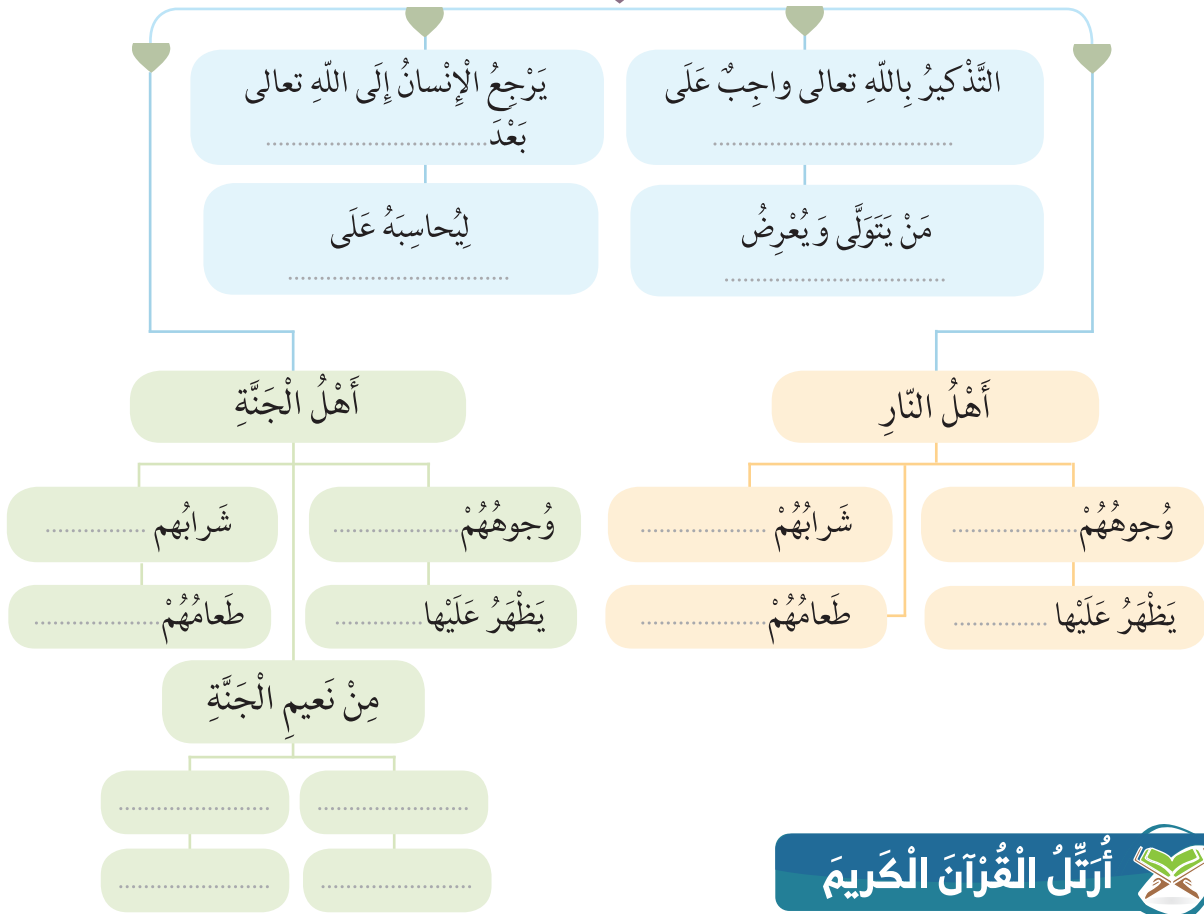 التَّذْكيرُ بِاللّٰهِ تعالى واجِبٌ عَلَى
........................................
يَرْجِعُ الْإِنْسانُ إِلَى اللّٰهِ تعالى
بَعْدَ........................................
مَنْ يَتَوَلَّى وَ يُعْرِضُ
........................................
لِيُحاسِبَهُ عَلَى
........................................
أَهْلُ النّارِ
أَهْلُ الْجَنَّةِ
وُجوهُهُمْ.....................
شَرابُهُمْ .....................
وُجوهُهُمْ.....................
شَرابُهم .................
يَظْهَرُ عَلَيْها ................
طَعامُهُمْ.....................
يَظْهَرُ عَلَيْها...............
طَعامُهُمْ.....................
مِنْ نَعيمِ الْجَنَّةِ
.........................
.........................
.........................
.........................
أُرَتِّلُ الْقُرْآنَ الْكَريمَ